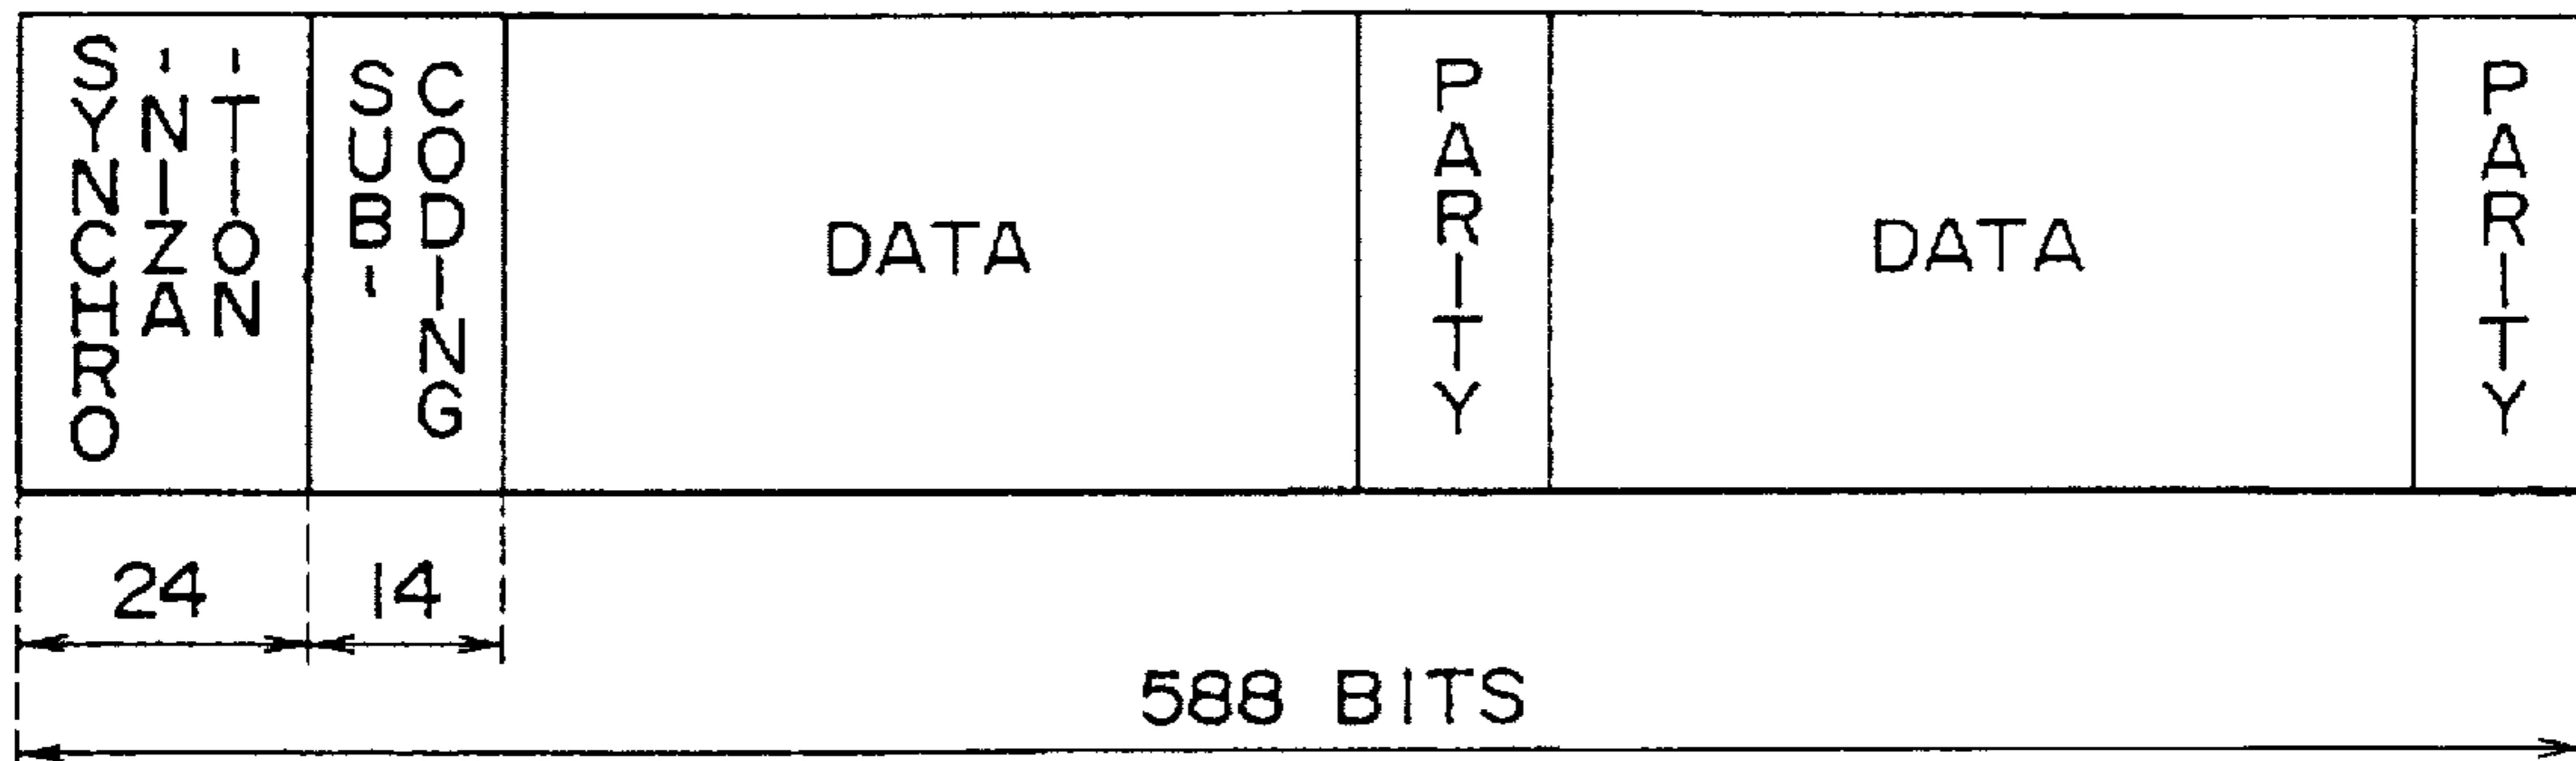 SYNCHRO
-NIZA
-TION
SUB-
CODING
DATA
PARITY
DATA
PARITY
24
14
588 BITS